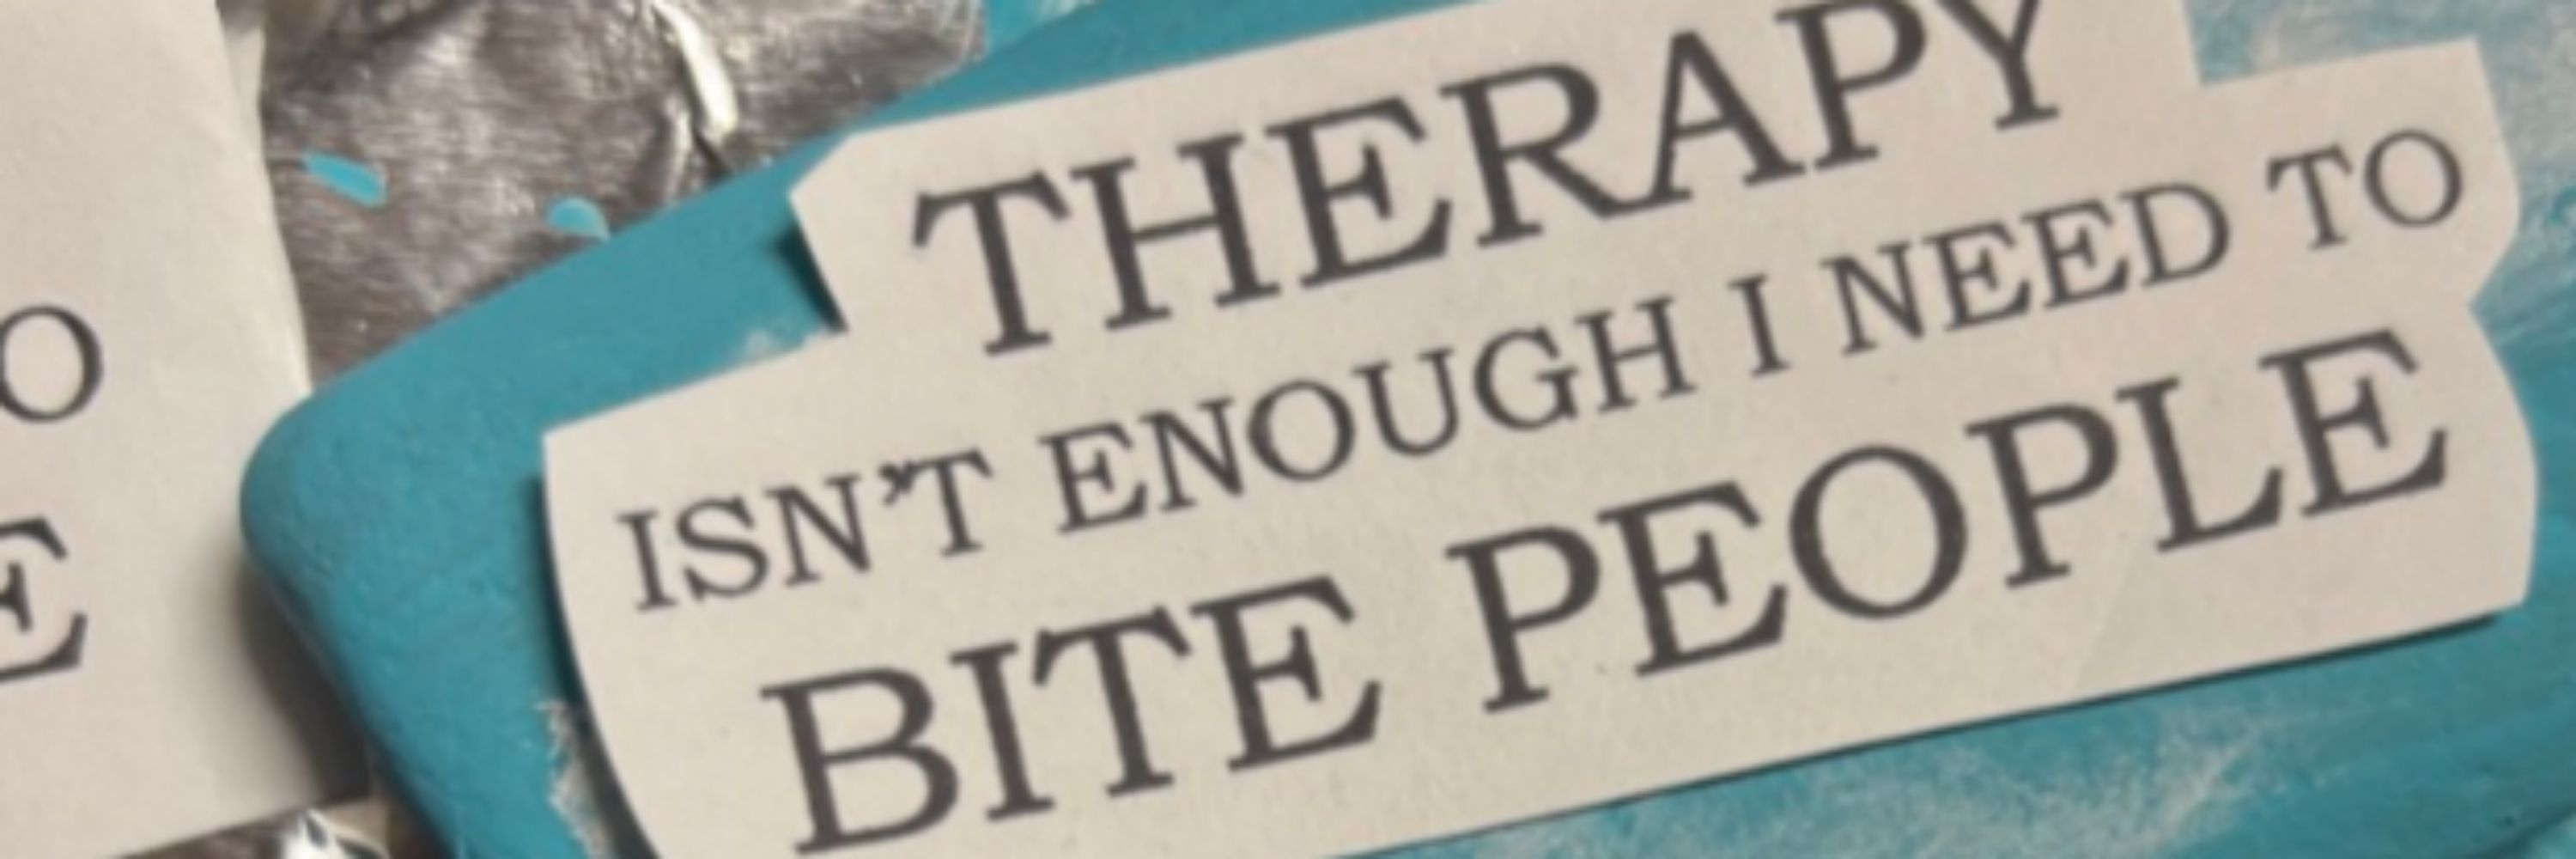 THERAPY
ISN'T ENOUGH I NEED TO
BITE PEOPLE
O
E